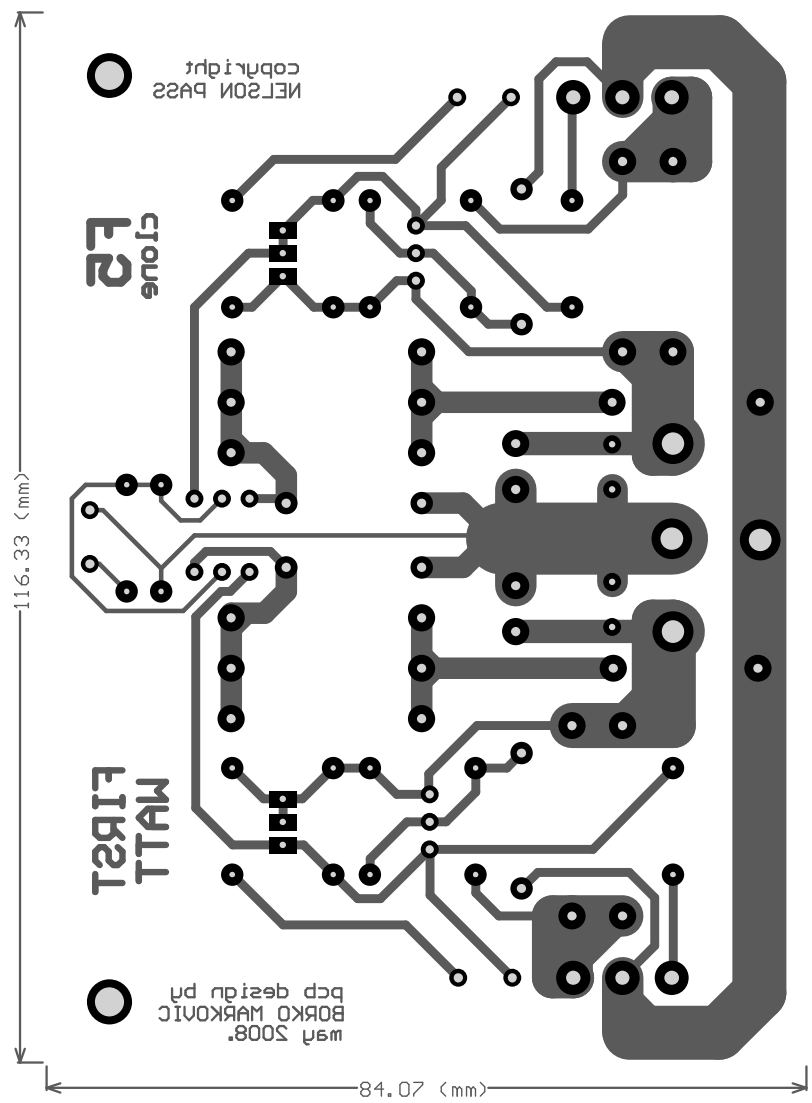 copyright
NELSON PASS
F5
clone
116.33 (mm)
FIRST
WATT
pcb design by
BORKO MARKOVIC
may 2008.
84.07 (mm)